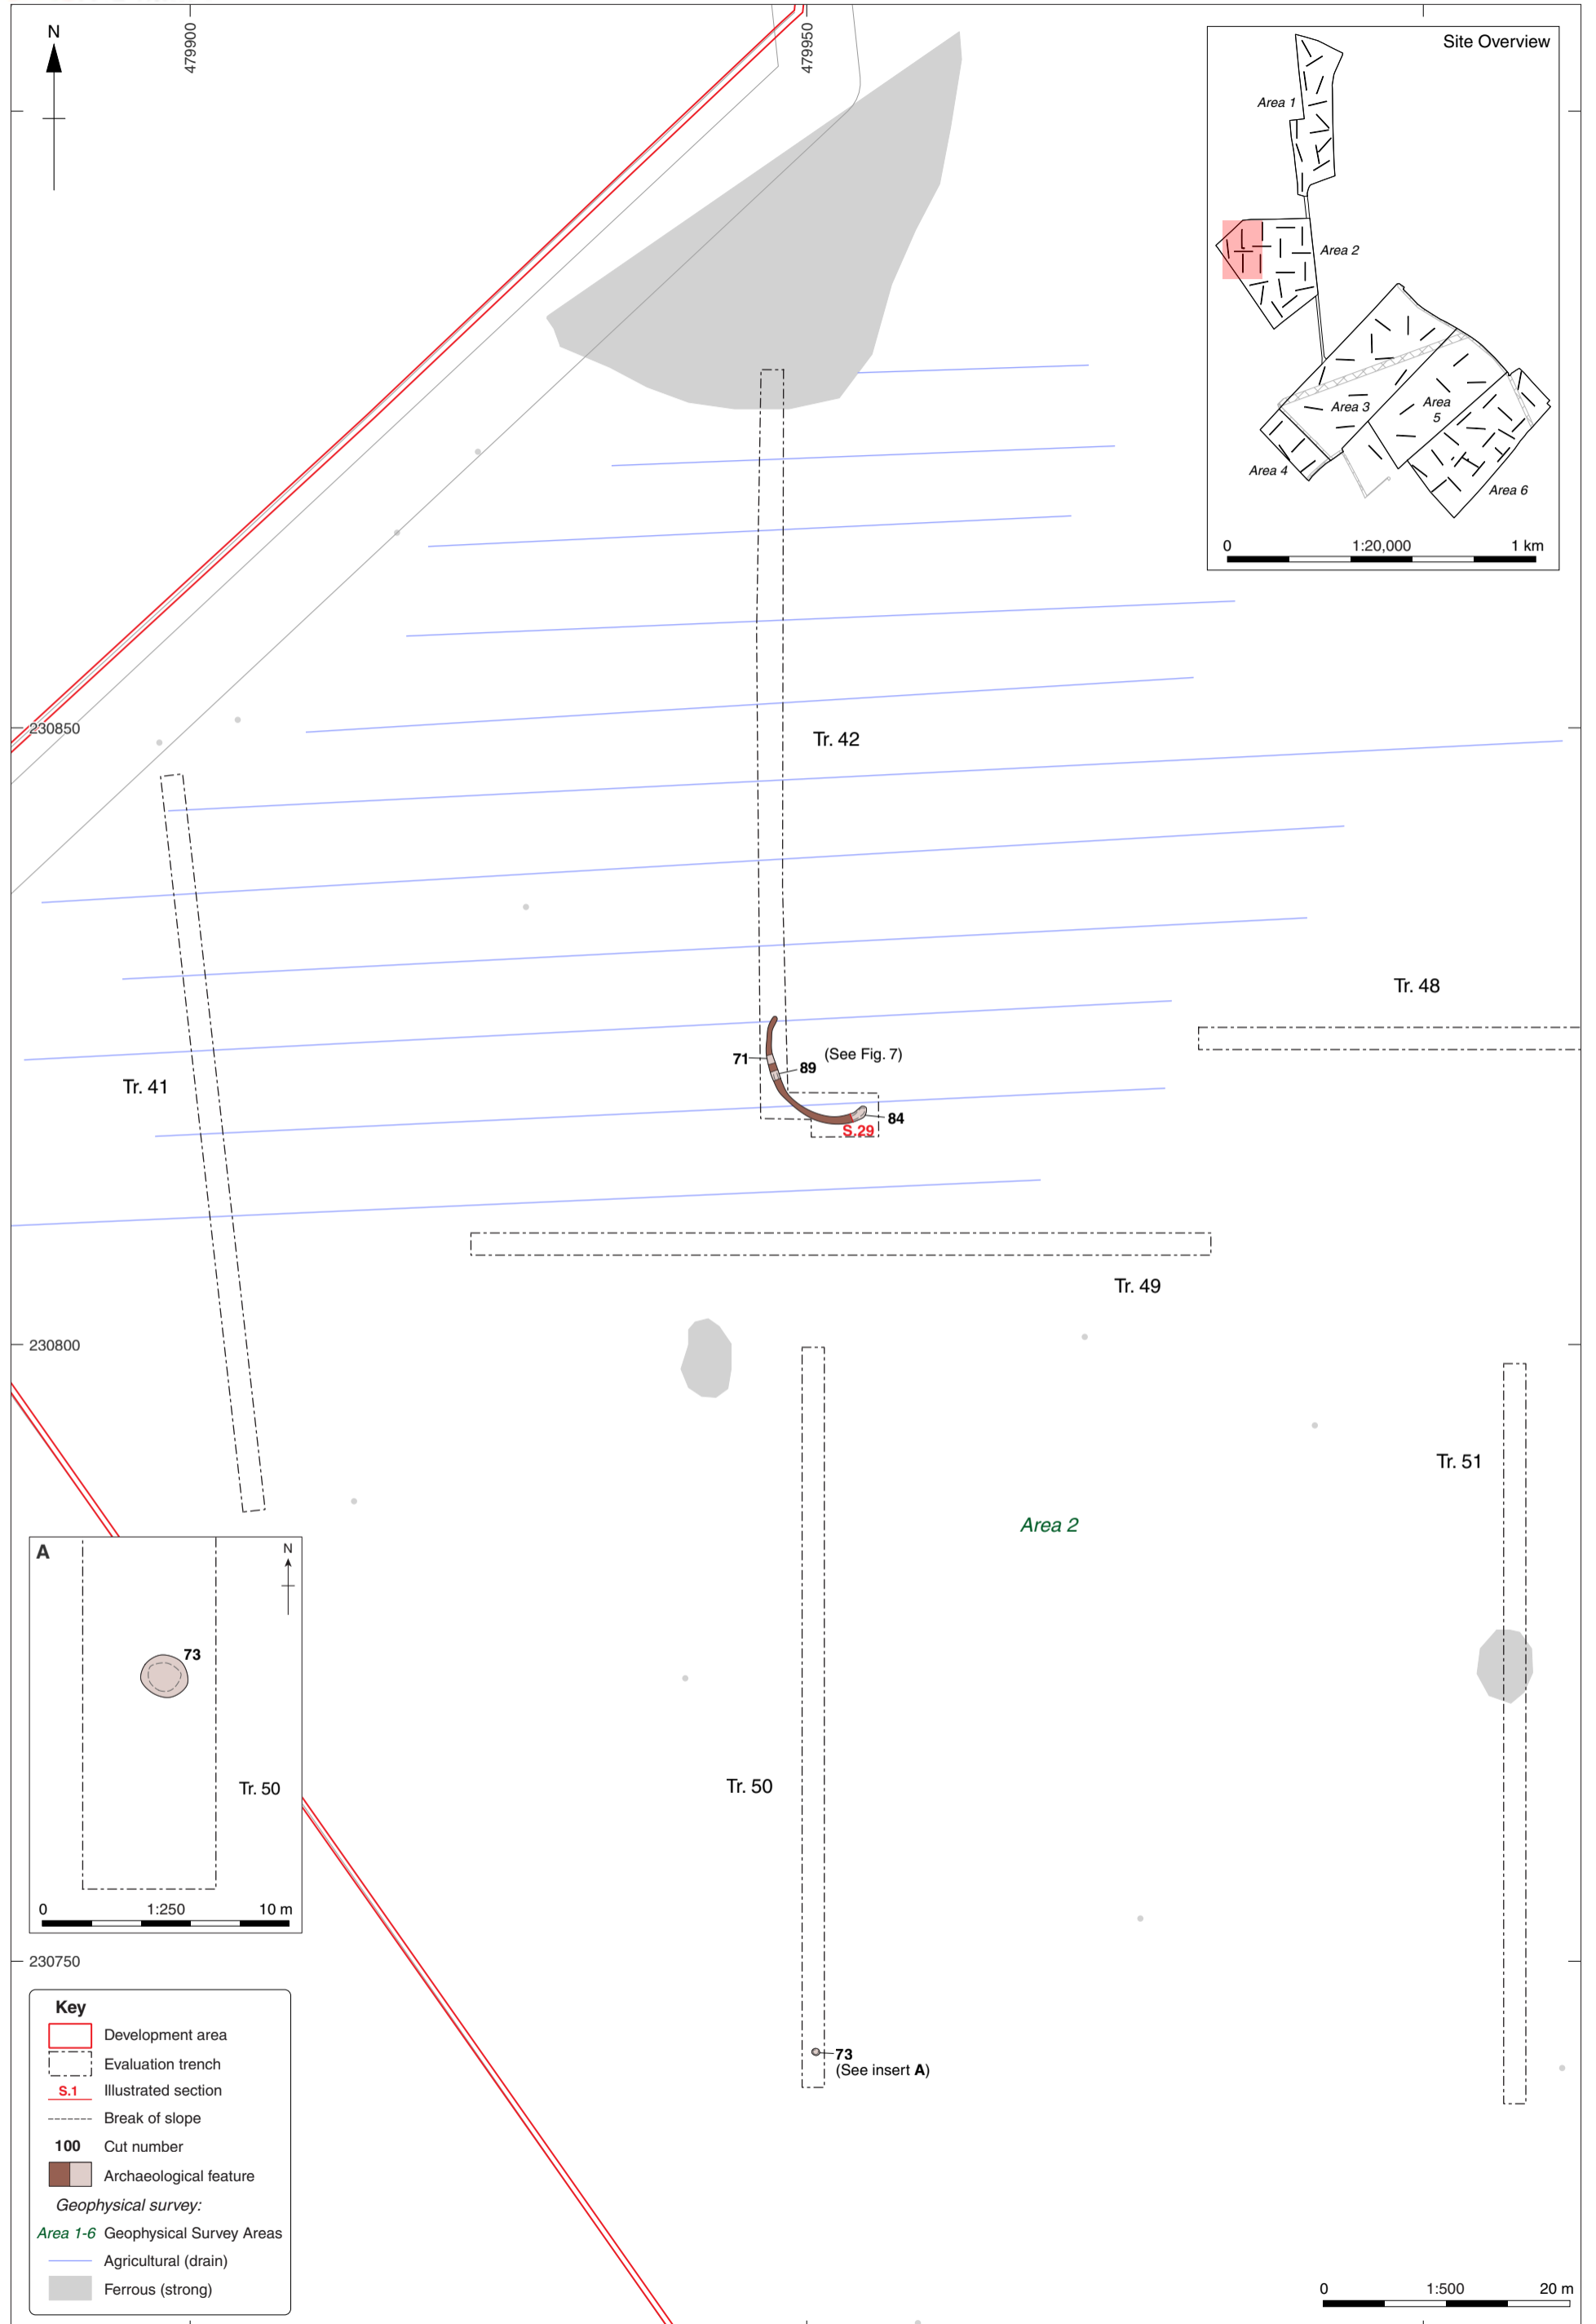 N
479900
479950
Site Overview
Area 1
Area 2
Area 3
Area
5
Area 4
Area 6
0 1:20,000 1 km
230850
Tr. 42
Tr. 48
(See Fig. 7)
71
89
Tr. 41
84
S.29
Tr. 49
230800
Tr. 51
Area 2
A
N
73
Tr. 50
Tr. 50
0 1:250 10 m
230750
73
(See insert A)
Key
Development area
Evaluation trench
S.1 Illustrated section
Break of slope
100 Cut number
Archaeological feature
Geophysical survey:
Area 1-6 Geophysical Survey Areas
Agricultural (drain)
Ferrous (strong)
0 1:500 20 m